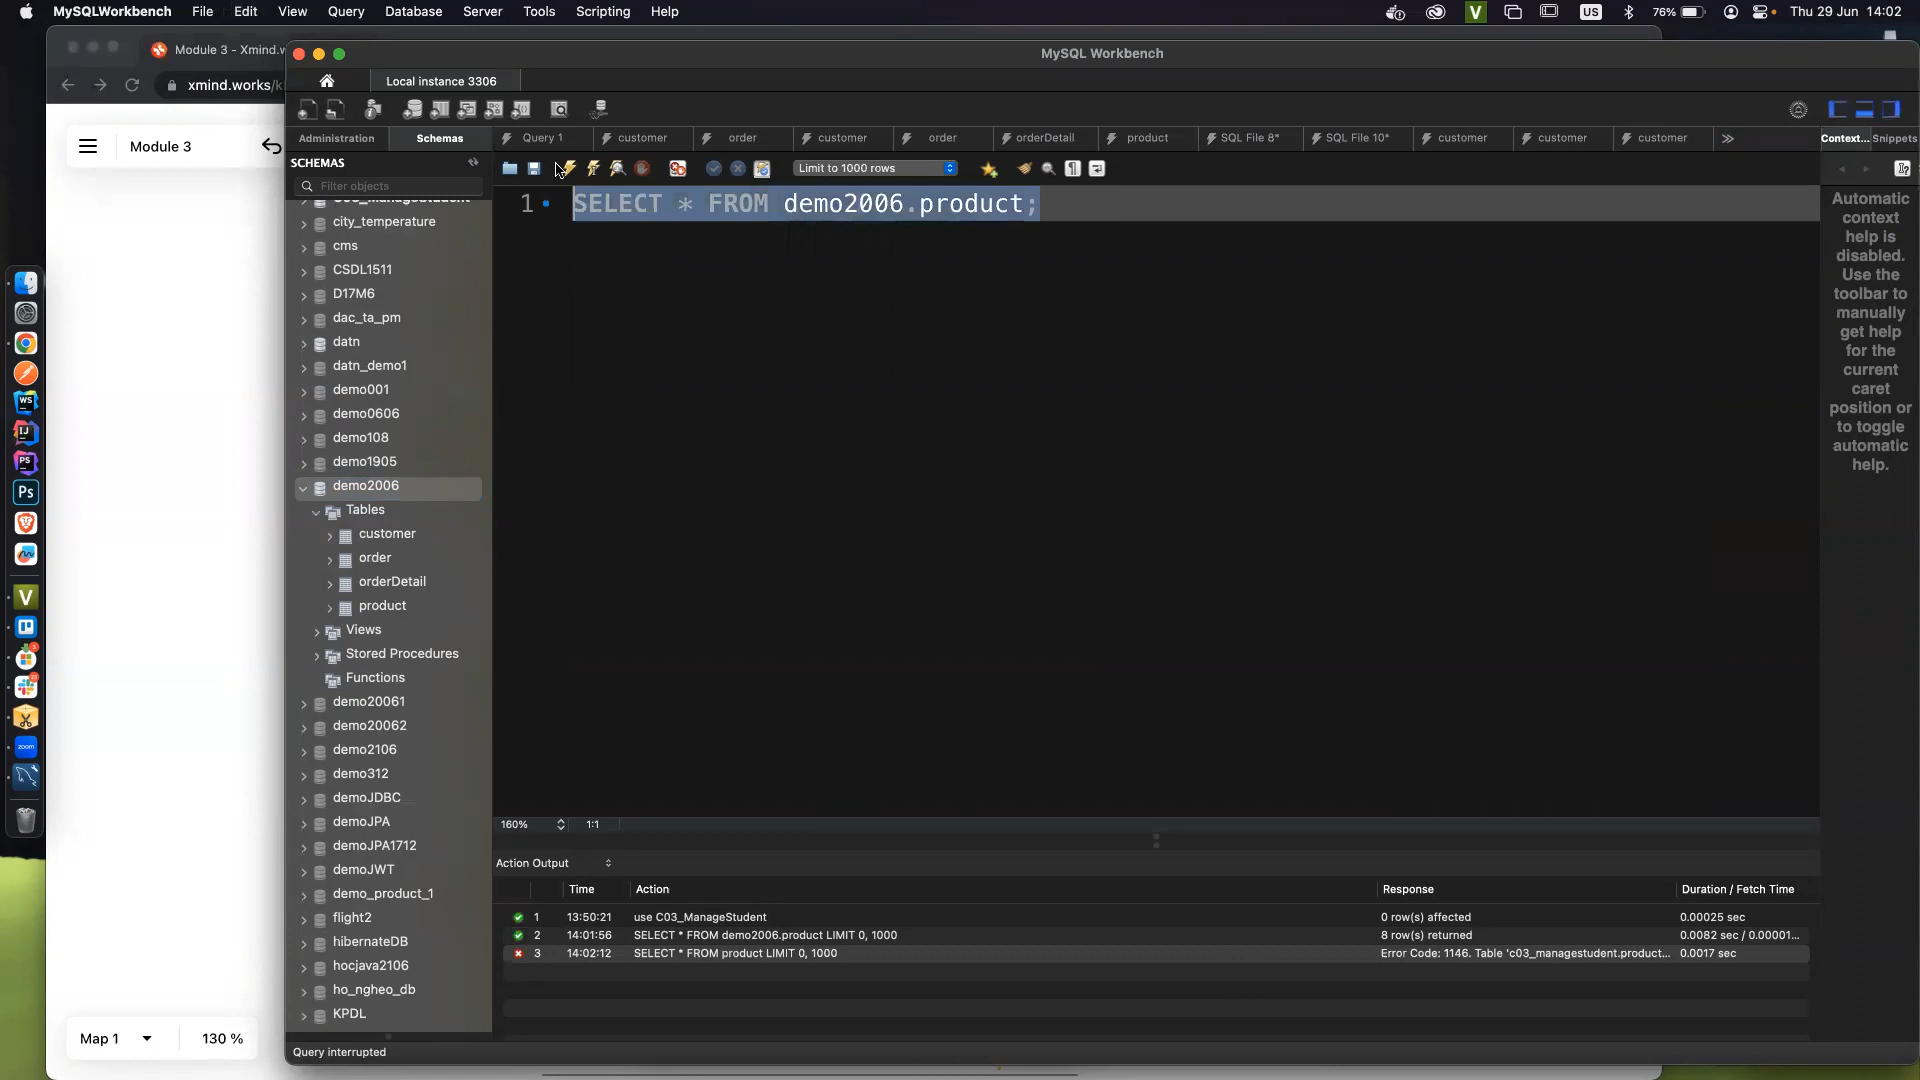 MySQLWorkbench File Edit View Query Database Server Tools Scripting Help
V US 76% Thu 29 Jun 14:02
Module 3 - Xmind.w
MySQL Workbench
xmind.works/k
Local instance 3306
Administration Schemas Query 1 customer order customer order orderDetail product SQL File 8* SQL File 10* customer customer customer Context... Snippets
Module 3
SCHEMAS
Limit to 1000 rows
Filter objects
1 SELECT * FROM demo2006.product;
city_temperature
cms
CSDL1511
D17M6
dac_ta_pm
datn
datn_demo1
demo001
demo0606
demo108
demo1905
demo2006
Tables
customer
order
orderDetail
product
Views
Stored Procedures
Functions
demo20061
demo20062
demo2106
demo312
demoJDBC
demoJPA
demoJPA1712
demoJWT
demo_product_1
flight2
hibernateDB
hocjava2106
ho_ngheo_db
KPDL
Automatic
context
help is
disabled.
Use the
toolbar to
manually
get help
for the
current
caret
position or
to toggle
automatic
help.
WS
IJ
PS
Ps
V
zoom
160% 1:1
Action Output
Time Action Response Duration / Fetch Time
1 13:50:21 use C03_ManageStudent 0 row(s) affected 0.00025 sec
2 14:01:56 SELECT * FROM demo2006.product LIMIT 0, 1000 8 row(s) returned 0.0082 sec / 0.00001...
3 14:02:12 SELECT * FROM product LIMIT 0, 1000 Error Code: 1146. Table 'c03_managestudent.product... 0.0017 sec
Map 1 130 %
Query interrupted